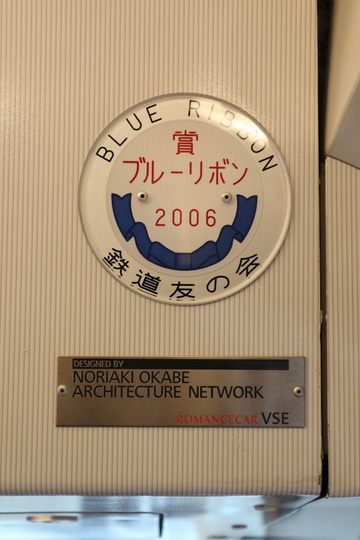 BLUE RIBBON
賞
ブルーリボン
2006
鉄道友の会
DESIGNED BY
NORIAKI OKABE
ARCHITECTURE NETWORK
ROMANCECAR VSE